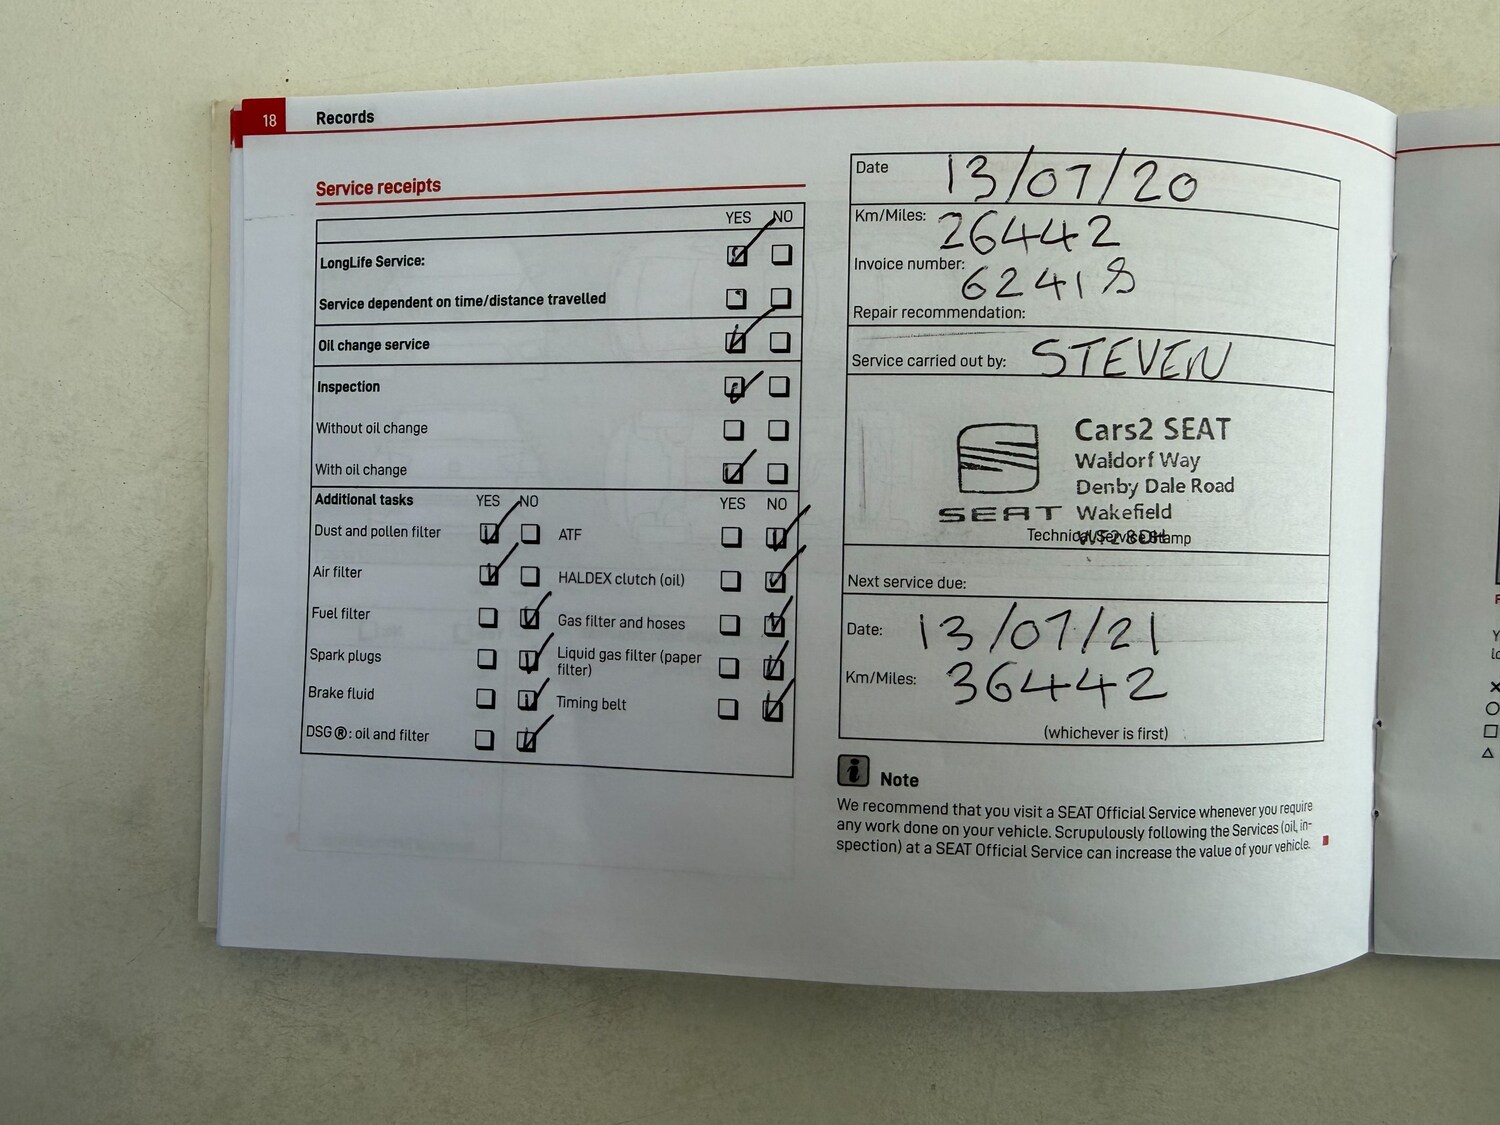 18 Records
Service receipts
YES NO
LongLife Service:
Service dependent on time/distance travelled
Oil change service
Inspection
Without oil change
With oil change
Additional tasks YES NO YES NO
Dust and pollen filter ATF
Air filter HALDEX clutch (oil)
Fuel filter Gas filter and hoses
Spark plugs Liquid gas filter (paper
filter)
Brake fluid Timing belt
DSG®: oil and filter
Date 13/07/20
Km/Miles: 26442
Invoice number: 62418
Repair recommendation:
Service carried out by: STEVEN
Cars2 SEAT
Waldorf Way
Denby Dale Road
SEAT Wakefield
Technical Service Stamp
Next service due:
Date: 13/07/21
Km/Miles: 36442
(whichever is first)
i Note
We recommend that you visit a SEAT Official Service whenever you require
any work done on your vehicle. Scrupulously following the Services (oil, in-
spection) at a SEAT Official Service can increase the value of your vehicle.